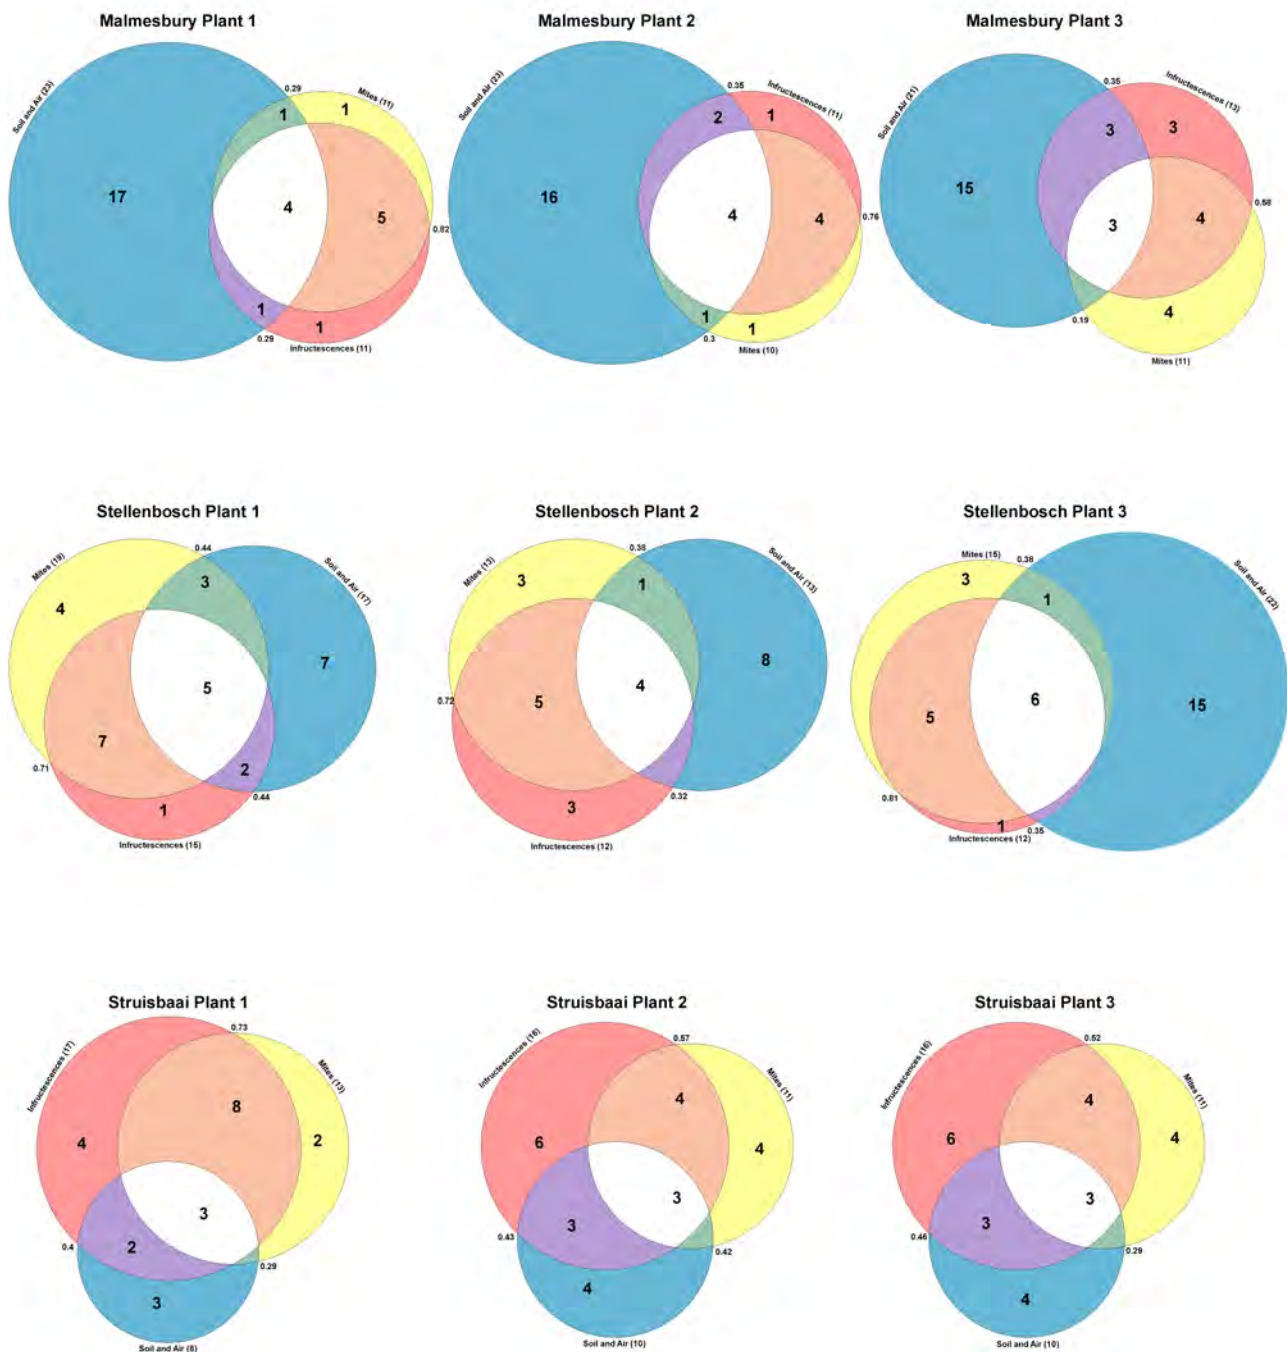 Malmesbury Plant 1
Malmesbury Plant 2
Malmesbury Plant 3
Soil and Air (23)
0.29
Mites (11)
1
1
17
4
5
0.82
1
1
0.29
Infructescences (11)
Soil and Air (23)
0.35
Infructescences (11)
2
1
16
4
4
0.76
1
1
0.3
Mites (10)
Soil and Air (21)
0.35
Infructescences (13)
3
3
15
3
4
0.58
0.19
4
Mites (11)
Stellenbosch Plant 1
Stellenbosch Plant 2
Stellenbosch Plant 3
Mites (19)
0.44
Soil and Air (17)
3
4
7
5
7
0.71
2
0.44
1
Infructescences (15)
Mites (13)
0.38
Soil and Air (13)
3
1
8
4
5
0.72
0.32
3
Infructescences (12)
Mites (15)
0.38
Soil and Air (23)
3
1
15
6
5
0.81
1
0.35
Infructescences (12)
Struisbaai Plant 1
Struisbaai Plant 2
Struisbaai Plant 3
Infructescences (17)
0.73
Mites (13)
8
4
2
3
2
0.4
0.29
3
Soil and Air (8)
Infructescences (16)
0.57
Mites (11)
4
6
4
3
3
0.43
0.42
4
Soil and Air (10)
Infructescences (16)
0.52
Mites (11)
4
6
4
3
3
0.46
0.29
4
Soil and Air (10)